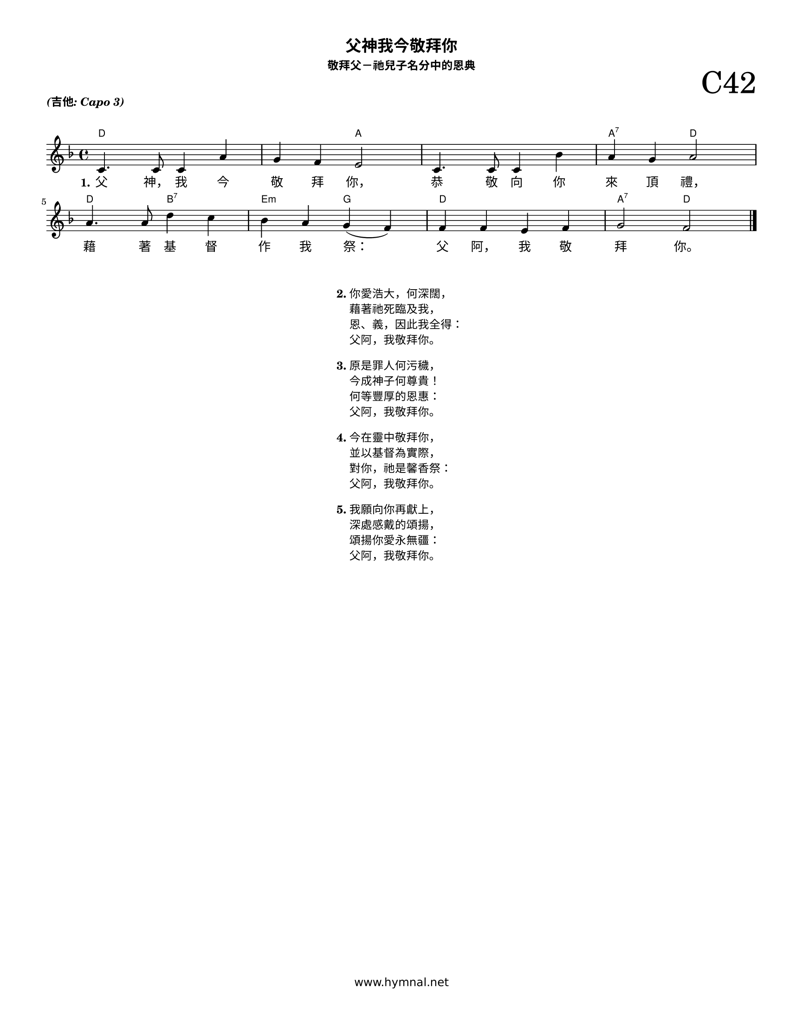 父神我今敬拜你
敬拜父－祂兒子名分中的恩典
C42
(吉他: Capo 3)
D A A7 D
1. 父 神， 我 今 敬 拜 你， 恭 敬 向 你 來 頂 禮，
5
D B7 Em G D A7 D
藉 著 基 督 作 我 祭： 父 阿， 我 敬 拜 你。
2. 你愛浩大，何深闊，
藉著祂死臨及我，
恩、義，因此我全得：
父阿，我敬拜你。
3. 原是罪人何污穢，
今成神子何尊貴！
何等豐厚的恩惠：
父阿，我敬拜你。
4. 今在靈中敬拜你，
並以基督為實際，
對你，祂是馨香祭：
父阿，我敬拜你。
5. 我願向你再獻上，
深處感戴的頌揚，
頌揚你愛永無疆：
父阿，我敬拜你。
www.hymnal.net